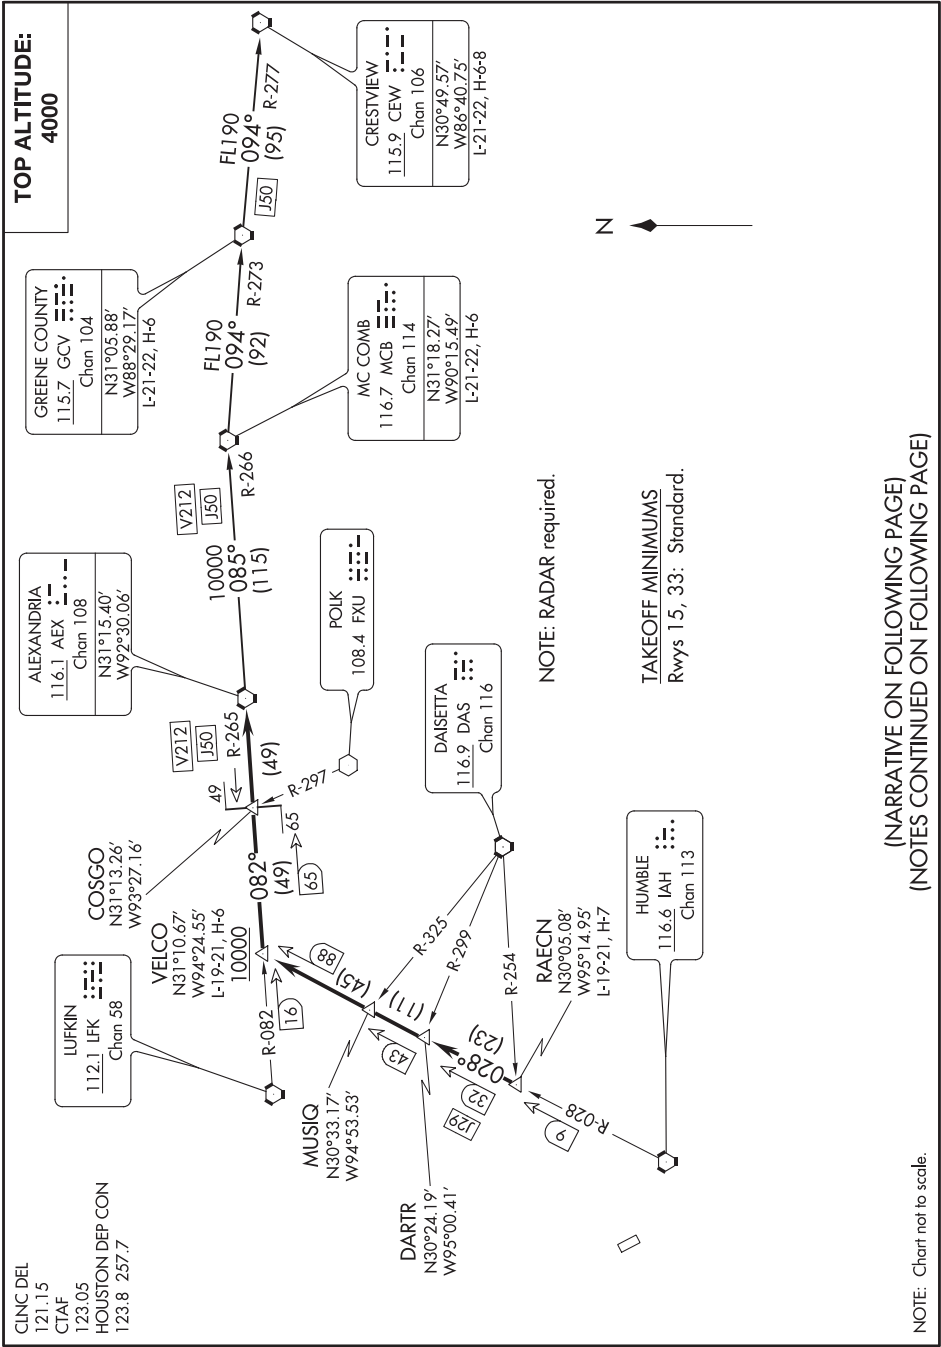 TOP ALTITUDE:
4000
CLNC DEL
121.15
CTAF
123.05
HOUSTON DEP CON
123.8 257.7
LUFKIN
112.1 LFK
Chan 58
COSGO
N31°13.26'
W93°27.16'
VELCO
N31°10.67'
W94°24.55'
L-19-21, H-6
10000
ALEXANDRIA
116.1 AEX
Chan 108
N31°15.40'
W92°30.06'
GREENE COUNTY
115.7 GCV
Chan 104
N31°05.88'
W88°29.17'
L-21-22, H-6
CRESTVIEW
115.9 CEW
Chan 106
N30°49.57'
W86°40.75'
L-21-22, H-6-8
MC COMB
116.7 MCB
Chan 114
N31°18.27'
W90°15.49'
L-21-22, H-6
POLK
108.4 FXU
DAISETTA
116.9 DAS
Chan 116
HUMBLE
116.6 IAH
Chan 113
RAECN
N30°05.08'
W95°14.95'
L-19-21, H-7
MUSIQ
N30°33.17'
W94°53.53'
DARTR
N30°24.19'
W95°00.41'
R-028
9
028°
(23)
32
J29
R-254
R-299
R-325
(11)
43
(45)
88
R-082
16
082°
(49)
65
65
R-297
49
(49)
R-265
V212
J50
10000
085°
(115)
V212
J50
R-266
FL190
094°
(92)
R-273
FL190
094°
(95)
J50
R-277
N
NOTE: RADAR required.
TAKEOFF MINIMUMS
Rwys 15, 33: Standard.
(NARRATIVE ON FOLLOWING PAGE)
(NOTES CONTINUED ON FOLLOWING PAGE)
NOTE: Chart not to scale.